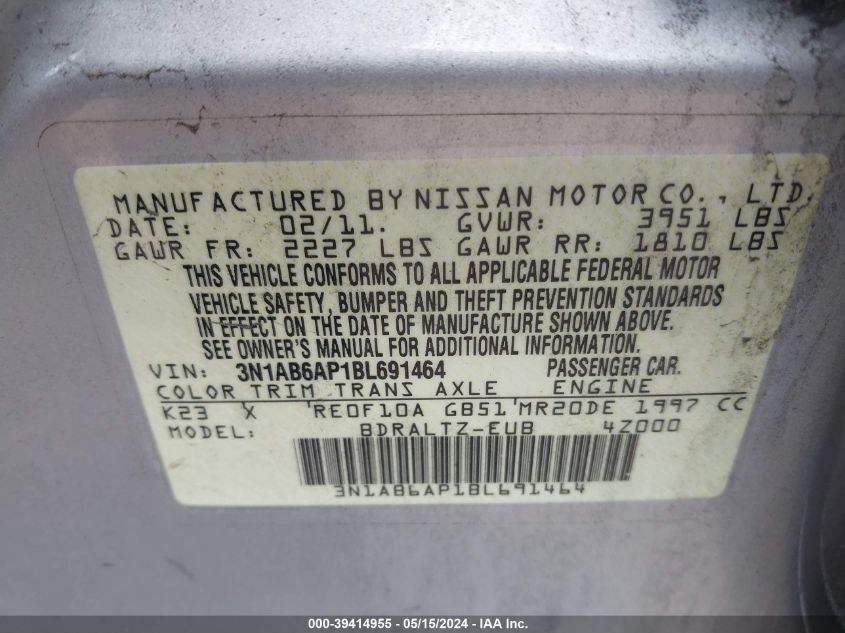 MANUFACTURED BY NISSAN MOTOR CO., LTD.
DATE: 02/11. GVWR: 3951 LBS
GAWR FR: 2227 LBS GAWR RR: 1810 LBS
THIS VEHICLE CONFORMS TO ALL APPLICABLE FEDERAL MOTOR
VEHICLE SAFETY, BUMPER AND THEFT PREVENTION STANDARDS
IN EFFECT ON THE DATE OF MANUFACTURE SHOWN ABOVE.
SEE OWNER'S MANUAL FOR ADDITIONAL INFORMATION.
VIN: 3N1AB6AP1BL691464 PASSENGER CAR.
COLOR TRIM TRANS AXLE ENGINE
K23 X RE0F10A GB51 MR20DE 1997 CC
MODEL: BDRALTZ-EUB 4Z000
3N1AB6AP1BL691464
000-39414955 - 05/15/2024 - IAA Inc.